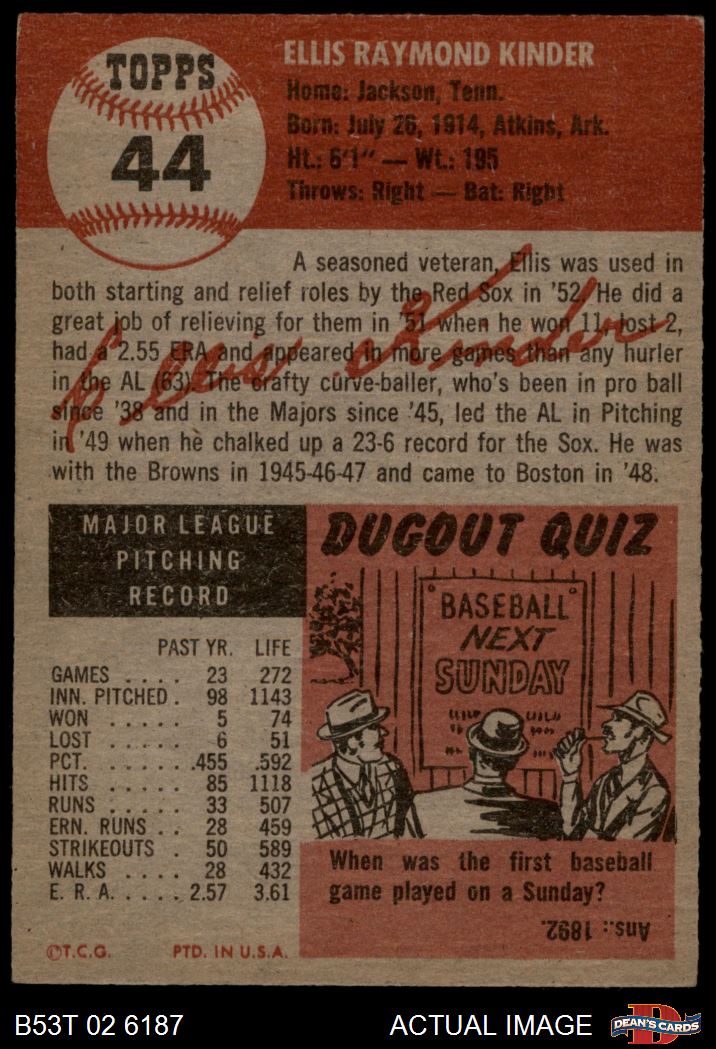 TOPPS
44
ELLIS RAYMOND KINDER
Home: Jackson, Tenn.
Born: July 26, 1914, Atkins, Ark.
Ht.: 6'1" — Wt.: 195
Throws: Right — Bat: Right
A seasoned veteran, Ellis was used in
both starting and relief roles by the Red Sox in '52. He did a
great job of relieving for them in '51 when he won 11, lost 2,
had a 2.55 ERA and appeared in more games than any hurler
in the AL (63). The crafty curve-baller, who's been in pro ball
since '38 and in the Majors since '45, led the AL in Pitching
in '49 when he chalked up a 23-6 record for the Sox. He was
with the Browns in 1945-46-47 and came to Boston in '48.
Ellis Kinder
MAJOR LEAGUE
PITCHING
RECORD
PAST YR. LIFE
GAMES . . . . 23 272
INN. PITCHED . 98 1143
WON . . . . . 5 74
LOST . . . . . 6 51
PCT. . . . . . .455 .592
HITS . . . . . 85 1118
RUNS . . . . . 33 507
ERN. RUNS . . 28 459
STRIKEOUTS . 50 589
WALKS . . . . 28 432
E. R. A. . . . . 2.57 3.61
©T.C.G. PTD. IN U.S.A.
DUGOUT QUIZ
BASEBALL
NEXT
SUNDAY
When was the first baseball
game played on a Sunday?
Ans.: 1892.
B53T 02 6187
ACTUAL IMAGE
DEAN'S CARDS